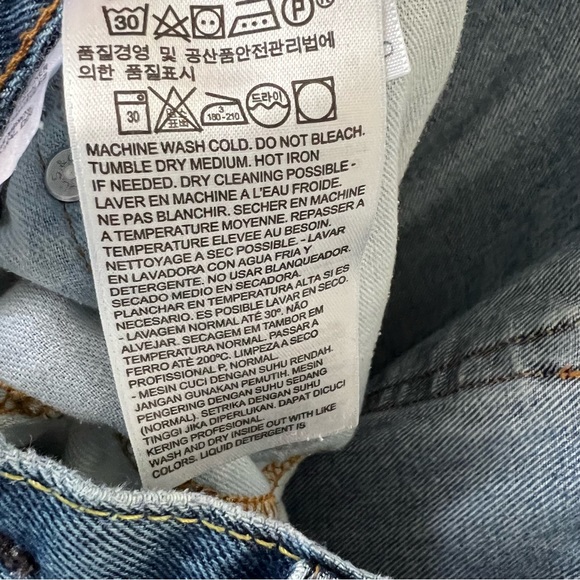 30 P ®
품질경영 및 공산품안전관리법에
의한 품질표시
30 염소 표백 3 180-210 드라이
MACHINE WASH COLD. DO NOT BLEACH.
TUMBLE DRY MEDIUM. HOT IRON
IF NEEDED. DRY CLEANING POSSIBLE -
LAVER EN MACHINE A L'EAU FROIDE.
NE PAS BLANCHIR. SECHER EN MACHINE
A TEMPERATURE MOYENNE. REPASSER A
TEMPERATURE ELEVEE AU BESOIN.
NETTOYAGE A SEC POSSIBLE. - LAVAR
EN LAVADORA CON AGUA FRIA Y
DETERGENTE. NO USAR BLANQUEADOR.
SECADO MEDIO EN SECADORA.
PLANCHAR EN TEMPERATURA ALTA SI ES
NECESARIO. ES POSIBLE LAVAR EN SECO.
- LAVAGEM NORMAL ATÉ 30°. NÃO
ALVEJAR. SECAGEM EM TAMBOR EM
TEMPERATURA NORMAL. PASSAR A
FERRO ATÉ 200°C. LIMPEZA A SECO
PROFISSIONAL P, NORMAL.
- MESIN CUCI DENGAN SUHU RENDAH.
JANGAN GUNAKAN PEMUTIH. MESIN
PENGERING DENGAN SUHU SEDANG
(NORMAL). SETRIKA DENGAN SUHU
TINGGI JIKA DIPERLUKAN. DAPAT DICUCI
KERING PROFESIONAL.
WASH AND DRY INSIDE OUT WITH LIKE
COLORS. LIQUID DETERGENT IS